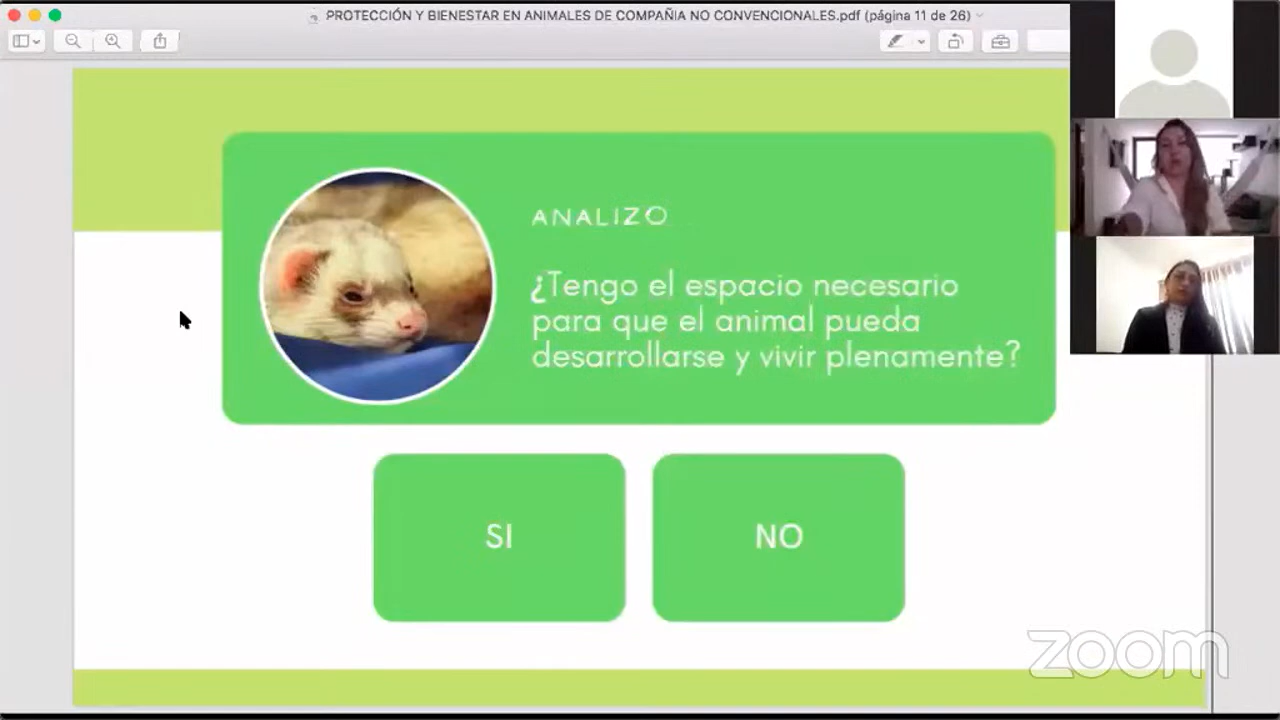 PROTECCIÓN Y BIENESTAR EN ANIMALES DE COMPAÑIA NO CONVENCIONALES.pdf (página 11 de 26)
ANALIZO
¿Tengo el espacio necesario
para que el animal pueda
desarrollarse y vivir plenamente?
SI
NO
zoom